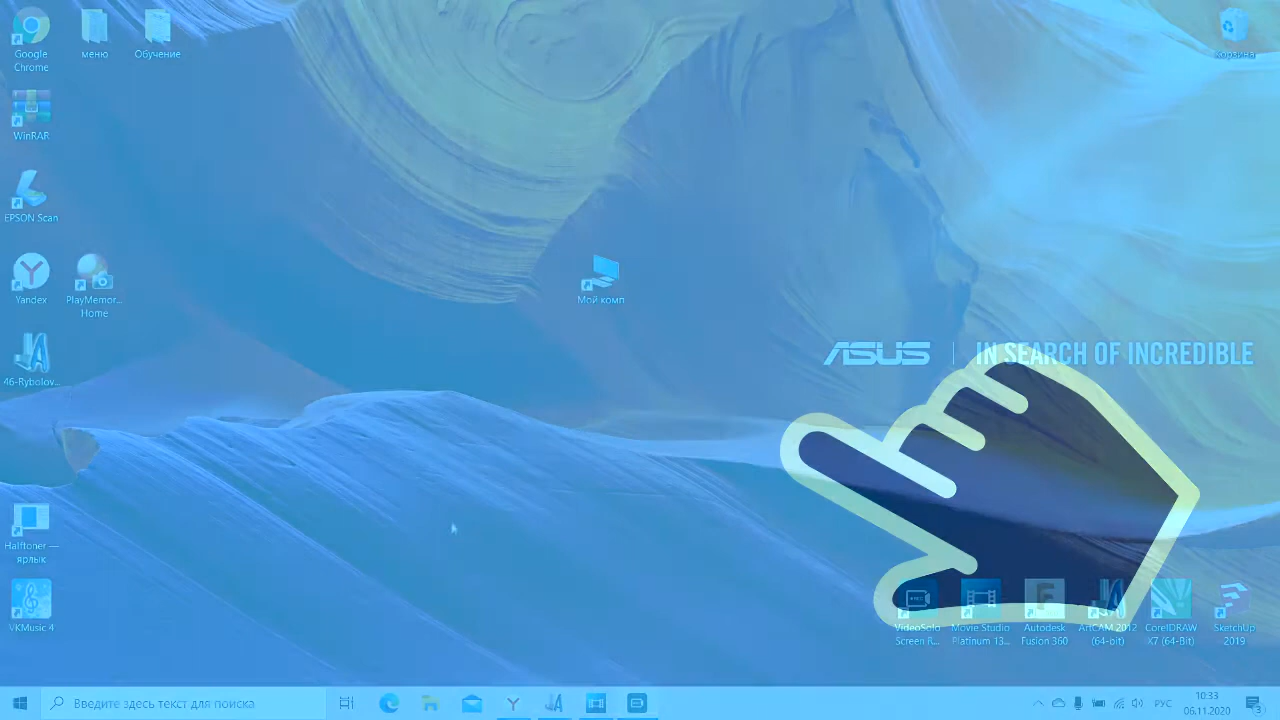 Google
Chrome
меню
Обучение
Корзина
WinRAR
EPSON Scan
Yandex
PlayMemor...
Home
Мой комп
46-Rybolov...
ASUS
IN SEARCH OF INCREDIBLE
Halftoner —
ярлык
VKMusic 4
VideoSolo
Screen R...
Movie Studio
Platinum 13...
Autodesk
Fusion 360
ArtCAM 2012
(64-bit)
CorelDRAW
X7 (64-Bit)
SketchUp
2019
Введите здесь текст для поиска
РУС
10:33
06.11.2020
3